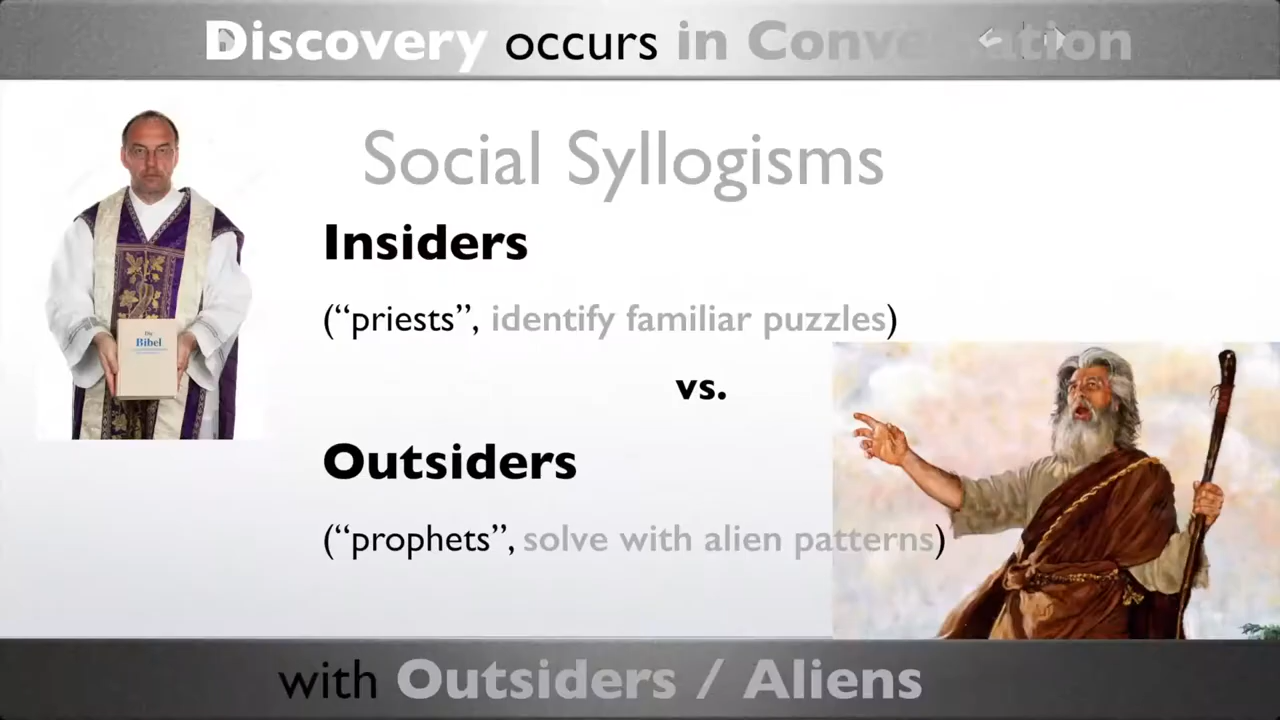 Discovery occurs in Conversation
Social Syllogisms
Insiders
(“priests”, identify familiar puzzles)
vs.
Outsiders
(“prophets”, solve with alien patterns)
Die
Bibel
with Outsiders / Aliens